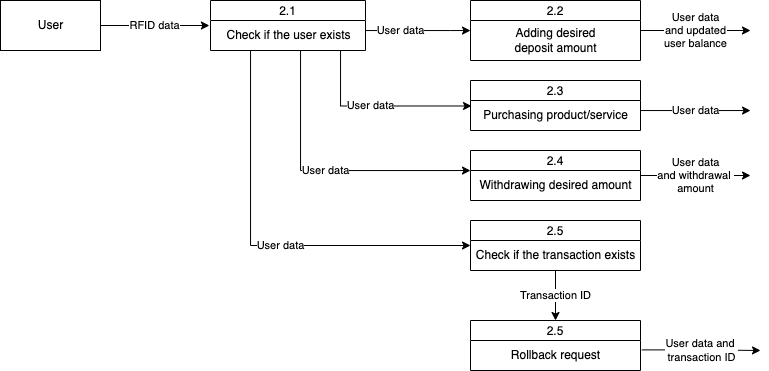 User
RFID data
2.1
Check if the user exists
User data
2.2
Adding desired
deposit amount
User data
and updated
user balance
User data
2.3
Purchasing product/service
User data
User data
2.4
Withdrawing desired amount
User data
and withdrawal
amount
User data
2.5
Check if the transaction exists
Transaction ID
2.5
Rollback request
User data and
transaction ID